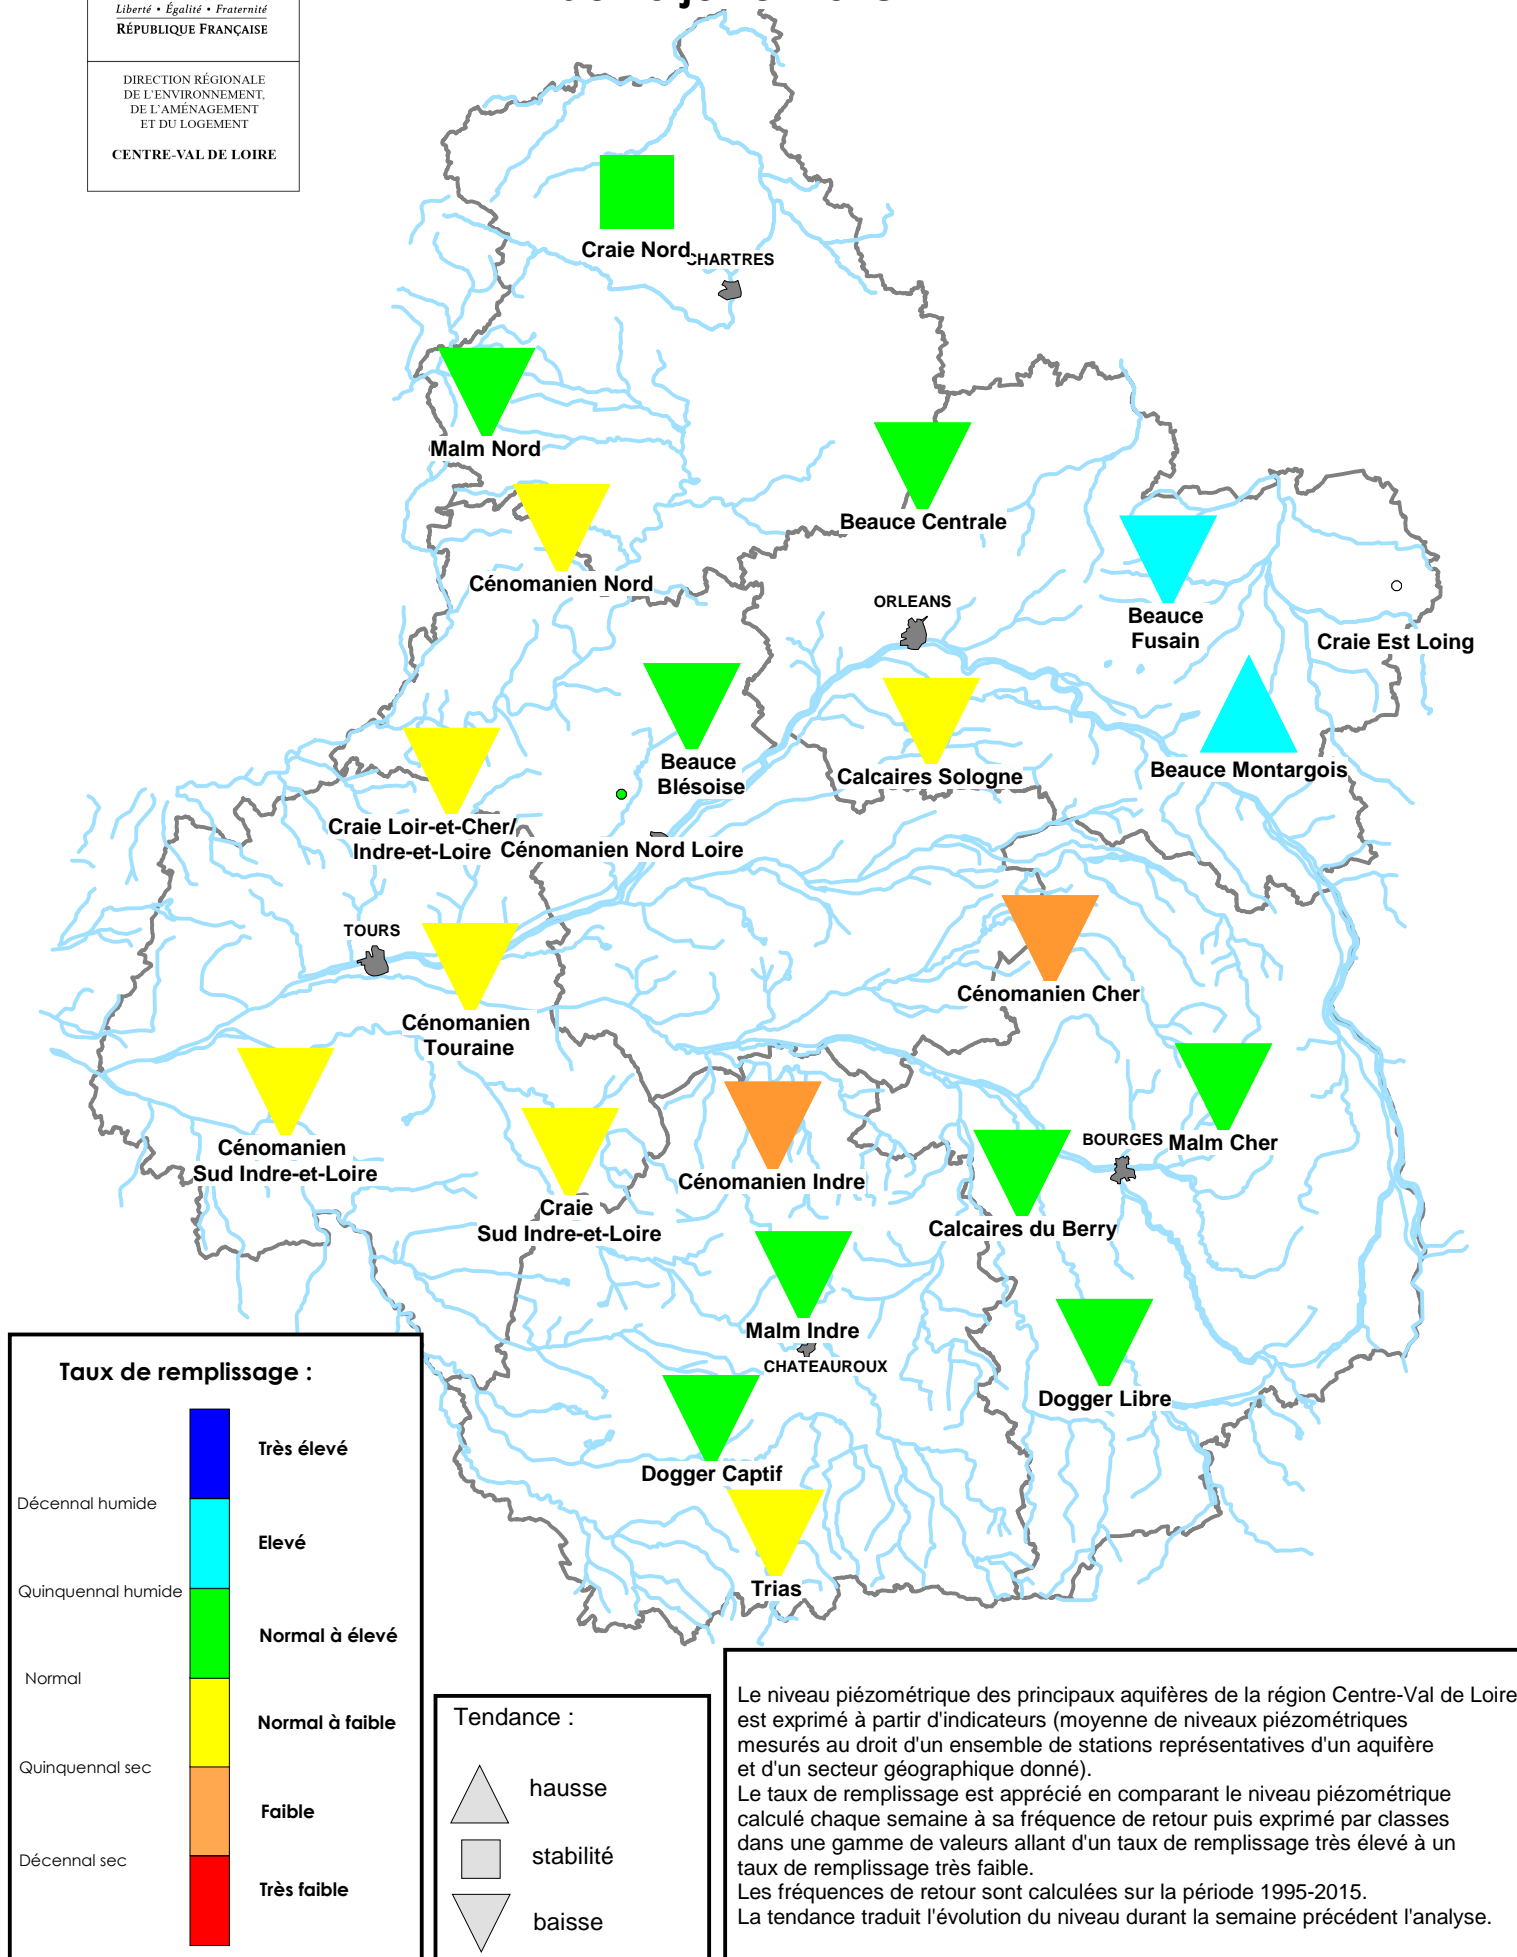 Liberté • Égalité • Fraternité
RÉPUBLIQUE FRANÇAISE
DIRECTION RÉGIONALE
DE L'ENVIRONNEMENT,
DE L'AMÉNAGEMENT
ET DU LOGEMENT
CENTRE-VAL DE LOIRE
Craie Nord
CHARTRES
Malm Nord
Beauce Centrale
Cénomanien Nord
ORLEANS
Beauce
Fusain
Craie Est Loing
Beauce
Blésoise
Calcaires Sologne
Beauce Montargois
Craie Loir-et-Cher/
Indre-et-Loire
Cénomanien Nord Loire
TOURS
Cénomanien Cher
Cénomanien
Touraine
Cénomanien
Sud Indre-et-Loire
BOURGES
Malm Cher
Cénomanien Indre
Craie
Sud Indre-et-Loire
Calcaires du Berry
Malm Indre
CHATEAUROUX
Dogger Libre
Dogger Captif
Trias
Taux de remplissage :
Très élevé
Décennal humide
Elevé
Quinquennal humide
Normal à élevé
Normal
Normal à faible
Quinquennal sec
Faible
Décennal sec
Très faible
Tendance :
hausse
stabilité
baisse
Le niveau piézométrique des principaux aquifères de la région Centre-Val de Loire
est exprimé à partir d'indicateurs (moyenne de niveaux piézométriques
mesurés au droit d'un ensemble de stations représentatives d'un aquifère
et d'un secteur géographique donné).
Le taux de remplissage est apprécié en comparant le niveau piézométrique
calculé chaque semaine à sa fréquence de retour puis exprimé par classes
dans une gamme de valeurs allant d'un taux de remplissage très élevé à un
taux de remplissage très faible.
Les fréquences de retour sont calculées sur la période 1995-2015.
La tendance traduit l'évolution du niveau durant la semaine précédent l'analyse.